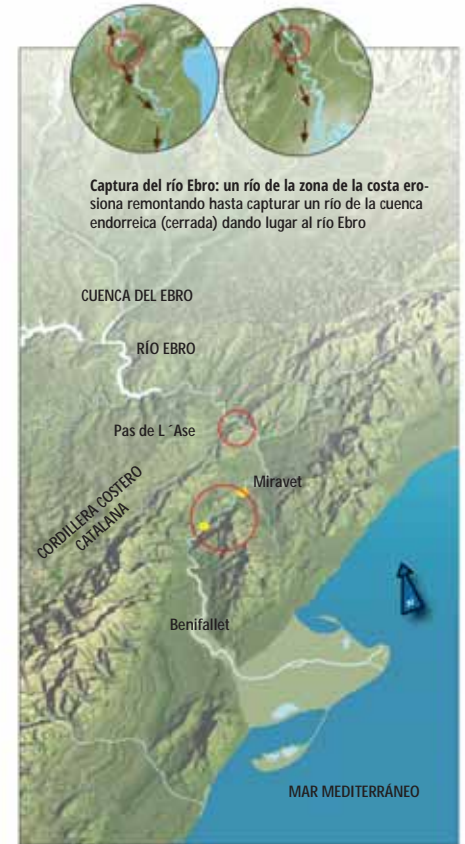 Captura del río Ebro: un río de la zona de la costa ero-
siona remontando hasta capturar un río de la cuenca
endorreica (cerrada) dando lugar al río Ebro
CUENCA DEL EBRO
RÍO EBRO
Pas de L ´Ase
Miravet
CORDILLERA COSTERO
CATALANA
Benifallet
MAR MEDITERRÁNEO